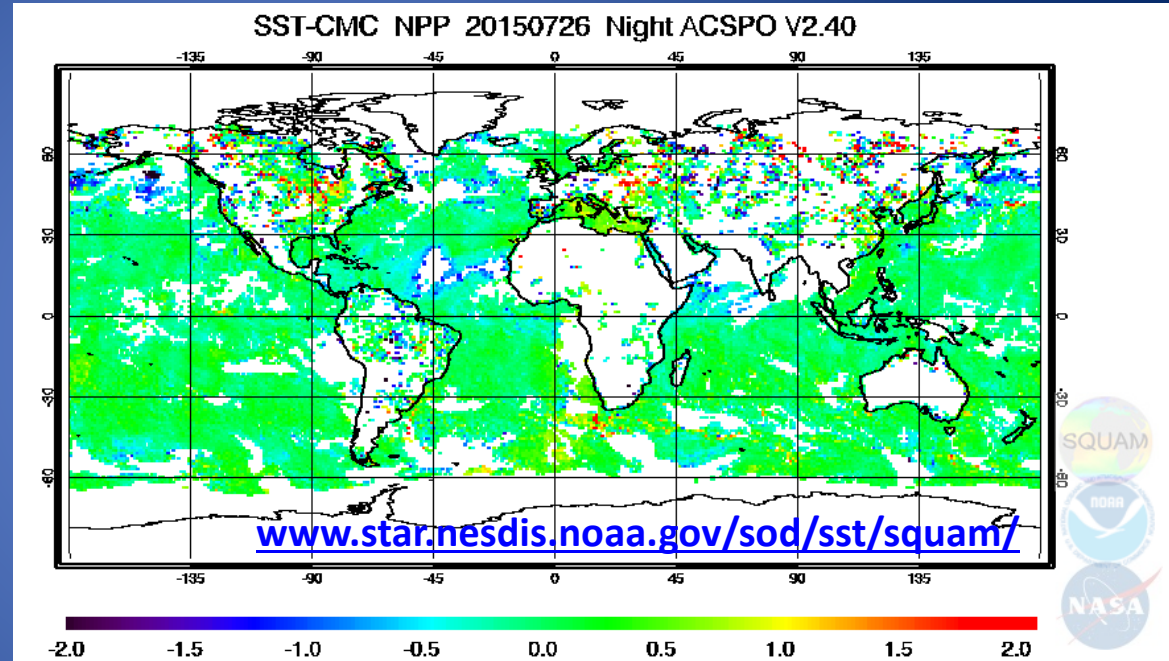 SST-CMC NPP 20150726 Night ACSPO V2.40
-135 -90 -45 0 45 90 135
60 60
30 30
0 0
-30 -30
-60 -60
SQUAM
NOAA
www.star.nesdis.noaa.gov/sod/sst/squam/
-135 -90 -45 0 45 90 135
NASA
-2.0 -1.5 -1.0 -0.5 0.0 0.5 1.0 1.5 2.0